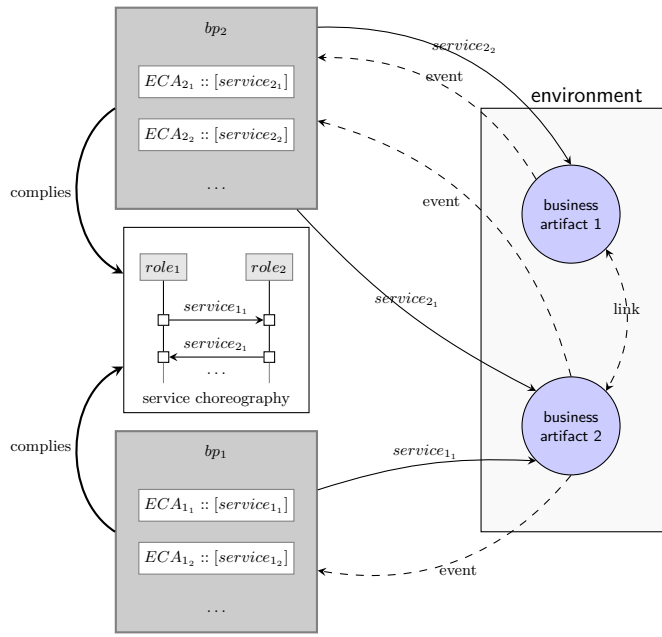 bp₂
service₂₂
event
ECA₂₁ :: [service₂₁]
environment
ECA₂₂ :: [service₂₂]
...
complies
event
business
artifact 1
role₁ role₂
service₁₁
service₂₁
...
service choreography
service₂₁
link
complies
bp₁
service₁₁
business
artifact 2
ECA₁₁ :: [service₁₁]
ECA₁₂ :: [service₁₂]
event
...